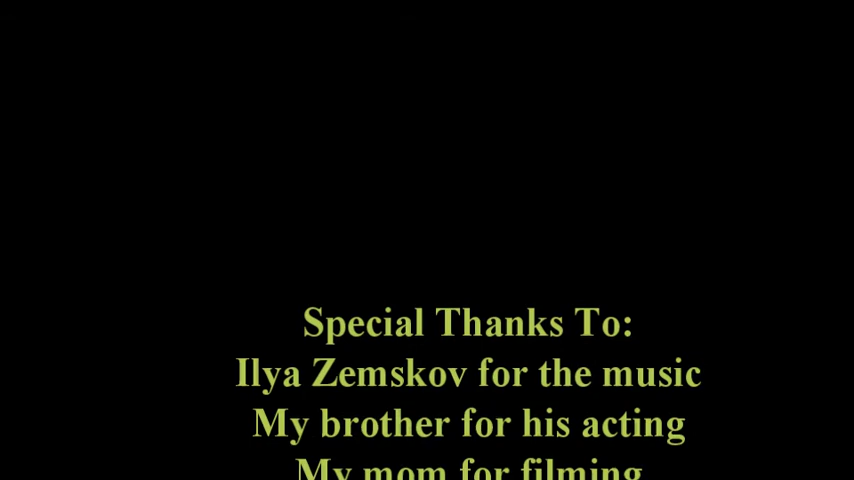 Special Thanks To:
Ilya Zemskov for the music
My brother for his acting
My mom for filming